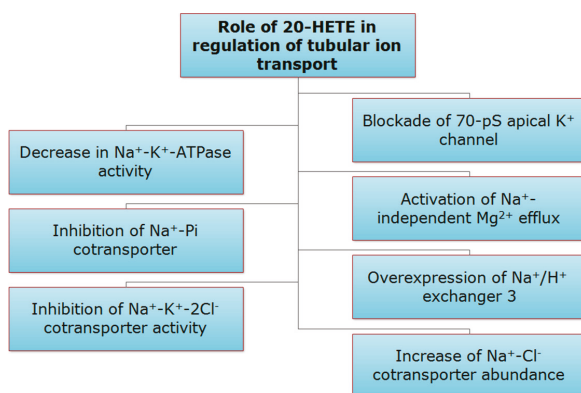 Role of 20-HETE in
regulation of tubular ion
transport
Decrease in Na⁺-K⁺-ATPase
activity
Inhibition of Na⁺-Pi
cotransporter
Inhibition of Na⁺-K⁺-2Cl⁻
cotransporter activity
Blockade of 70-pS apical K⁺
channel
Activation of Na⁺-
independent Mg²⁺ efflux
Overexpression of Na⁺/H⁺
exchanger 3
Increase of Na⁺-Cl⁻
cotransporter abundance